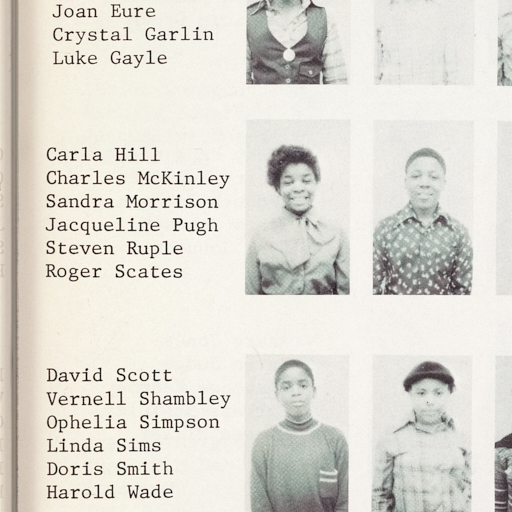 Joan Eure
Crystal Garlin
Luke Gayle
Carla Hill
Charles McKinley
Sandra Morrison
Jacqueline Pugh
Steven Ruple
Roger Scates
David Scott
Vernell Shambley
Ophelia Simpson
Linda Sims
Doris Smith
Harold Wade